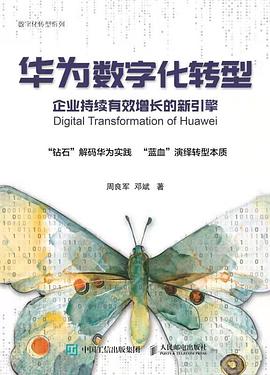 数字化转型系列
华为数字化转型
企业持续有效增长的新引擎
Digital Transformation of Huawei
“钻石”解码华为实践 “蓝血”演绎转型本质
周良军 邓斌 著
中国工信出版集团 人民邮电出版社
POSTS & TELECOM PRESS